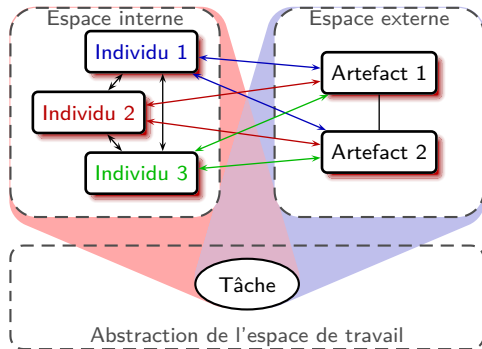 Espace interne
Espace externe
Individu 1
Artefact 1
Individu 2
Artefact 2
Individu 3
Tâche
Abstraction de l'espace de travail